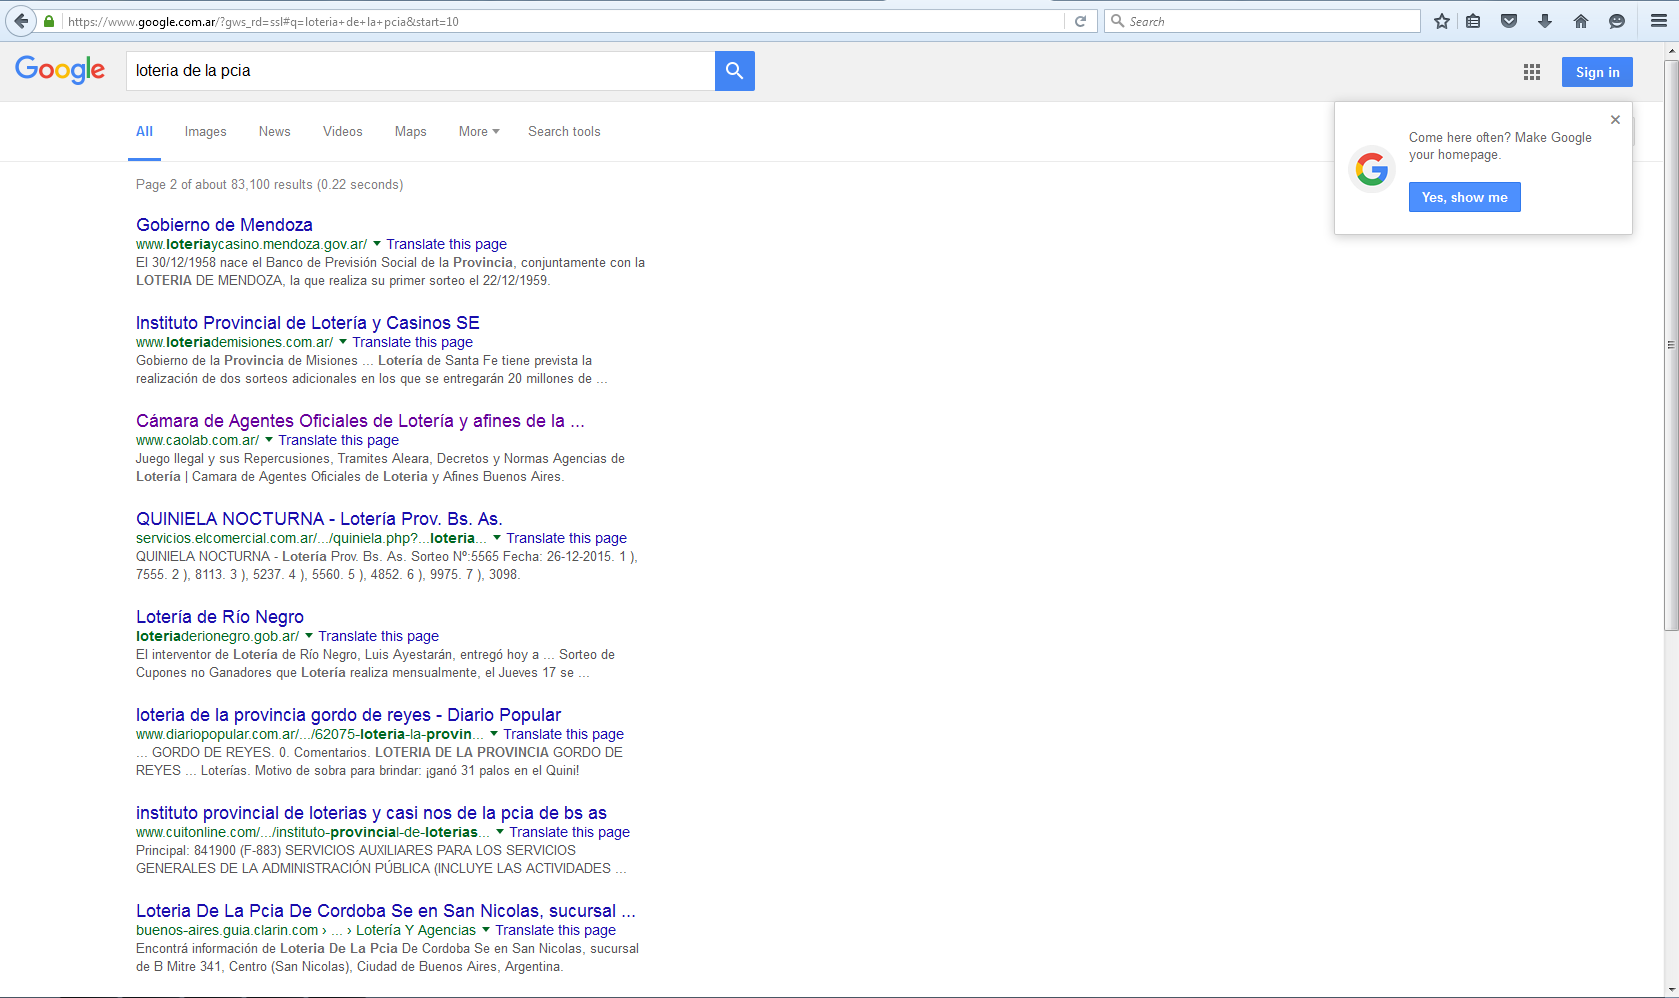 https://www.google.com.ar/?gws_rd=ssl#q=loteria+de+la+pcia&start=10
Search
Google
loteria de la pcia
Sign in
All Images News Videos Maps More Search tools
Come here often? Make Google
your homepage.
Yes, show me
Page 2 of about 83,100 results (0.22 seconds)
Gobierno de Mendoza
www.loteriaycasino.mendoza.gov.ar/ Translate this page
El 30/12/1958 nace el Banco de Previsión Social de la Provincia, conjuntamente con la
LOTERIA DE MENDOZA, la que realiza su primer sorteo el 22/12/1959.
Instituto Provincial de Lotería y Casinos SE
www.loteriademisiones.com.ar/ Translate this page
Gobierno de la Provincia de Misiones ... Lotería de Santa Fe tiene prevista la
realización de dos sorteos adicionales en los que se entregarán 20 millones de ...
Cámara de Agentes Oficiales de Lotería y afines de la ...
www.caolab.com.ar/ Translate this page
Juego Ilegal y sus Repercusiones, Tramites Aleara, Decretos y Normas Agencias de
Lotería | Camara de Agentes Oficiales de Loteria y Afines Buenos Aires.
QUINIELA NOCTURNA - Lotería Prov. Bs. As.
servicios.elcomercial.com.ar/.../quiniela.php?...loteria... Translate this page
QUINIELA NOCTURNA - Lotería Prov. Bs. As. Sorteo Nº:5565 Fecha: 26-12-2015. 1 ),
7555. 2 ), 8113. 3 ), 5237. 4 ), 5560. 5 ), 4852. 6 ), 9975. 7 ), 3098.
Lotería de Río Negro
loteriaderionegro.gob.ar/ Translate this page
El interventor de Lotería de Río Negro, Luis Ayestarán, entregó hoy a ... Sorteo de
Cupones no Ganadores que Lotería realiza mensualmente, el Jueves 17 se ...
loteria de la provincia gordo de reyes - Diario Popular
www.diariopopular.com.ar/.../62075-loteria-la-provin... Translate this page
... GORDO DE REYES. 0. Comentarios. LOTERIA DE LA PROVINCIA GORDO DE
REYES ... Loterías. Motivo de sobra para brindar: ¡ganó 31 palos en el Quini!
instituto provincial de loterias y casi nos de la pcia de bs as
www.cuitonline.com/.../instituto-provincial-de-loterias... Translate this page
Principal: 841900 (F-883) SERVICIOS AUXILIARES PARA LOS SERVICIOS
GENERALES DE LA ADMINISTRACIÓN PÚBLICA (INCLUYE LAS ACTIVIDADES ...
Loteria De La Pcia De Cordoba Se en San Nicolas, sucursal ...
buenos-aires.guia.clarin.com › ... › Lotería Y Agencias Translate this page
Encontrá información de Loteria De La Pcia De Cordoba Se en San Nicolas, sucursal
de B Mitre 341, Centro (San Nicolas), Ciudad de Buenos Aires, Argentina.